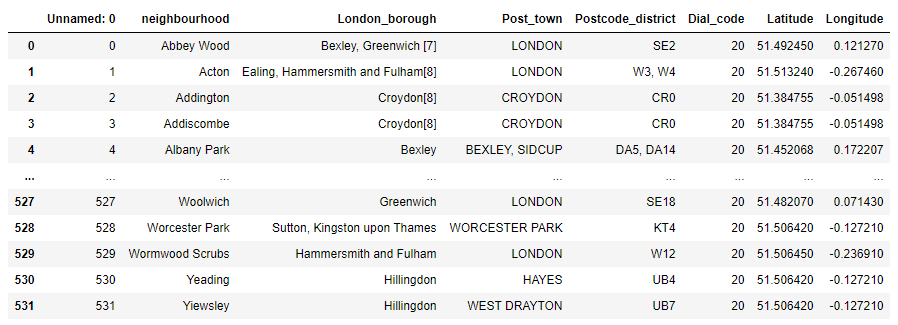 Unnamed: 0 neighbourhood London_borough Post_town Postcode_district Dial_code Latitude Longitude
0 0 Abbey Wood Bexley, Greenwich [7] LONDON SE2 20 51.492450 0.121270
1 1 Acton Ealing, Hammersmith and Fulham[8] LONDON W3, W4 20 51.513240 -0.267460
2 2 Addington Croydon[8] CROYDON CR0 20 51.384755 -0.051498
3 3 Addiscombe Croydon[8] CROYDON CR0 20 51.384755 -0.051498
4 4 Albany Park Bexley BEXLEY, SIDCUP DA5, DA14 20 51.452068 0.172207
... ... ... ... ... ... ... ... ...
527 527 Woolwich Greenwich LONDON SE18 20 51.482070 0.071430
528 528 Worcester Park Sutton, Kingston upon Thames WORCESTER PARK KT4 20 51.506420 -0.127210
529 529 Wormwood Scrubs Hammersmith and Fulham LONDON W12 20 51.506450 -0.236910
530 530 Yeading Hillingdon HAYES UB4 20 51.506420 -0.127210
531 531 Yiewsley Hillingdon WEST DRAYTON UB7 20 51.506420 -0.127210